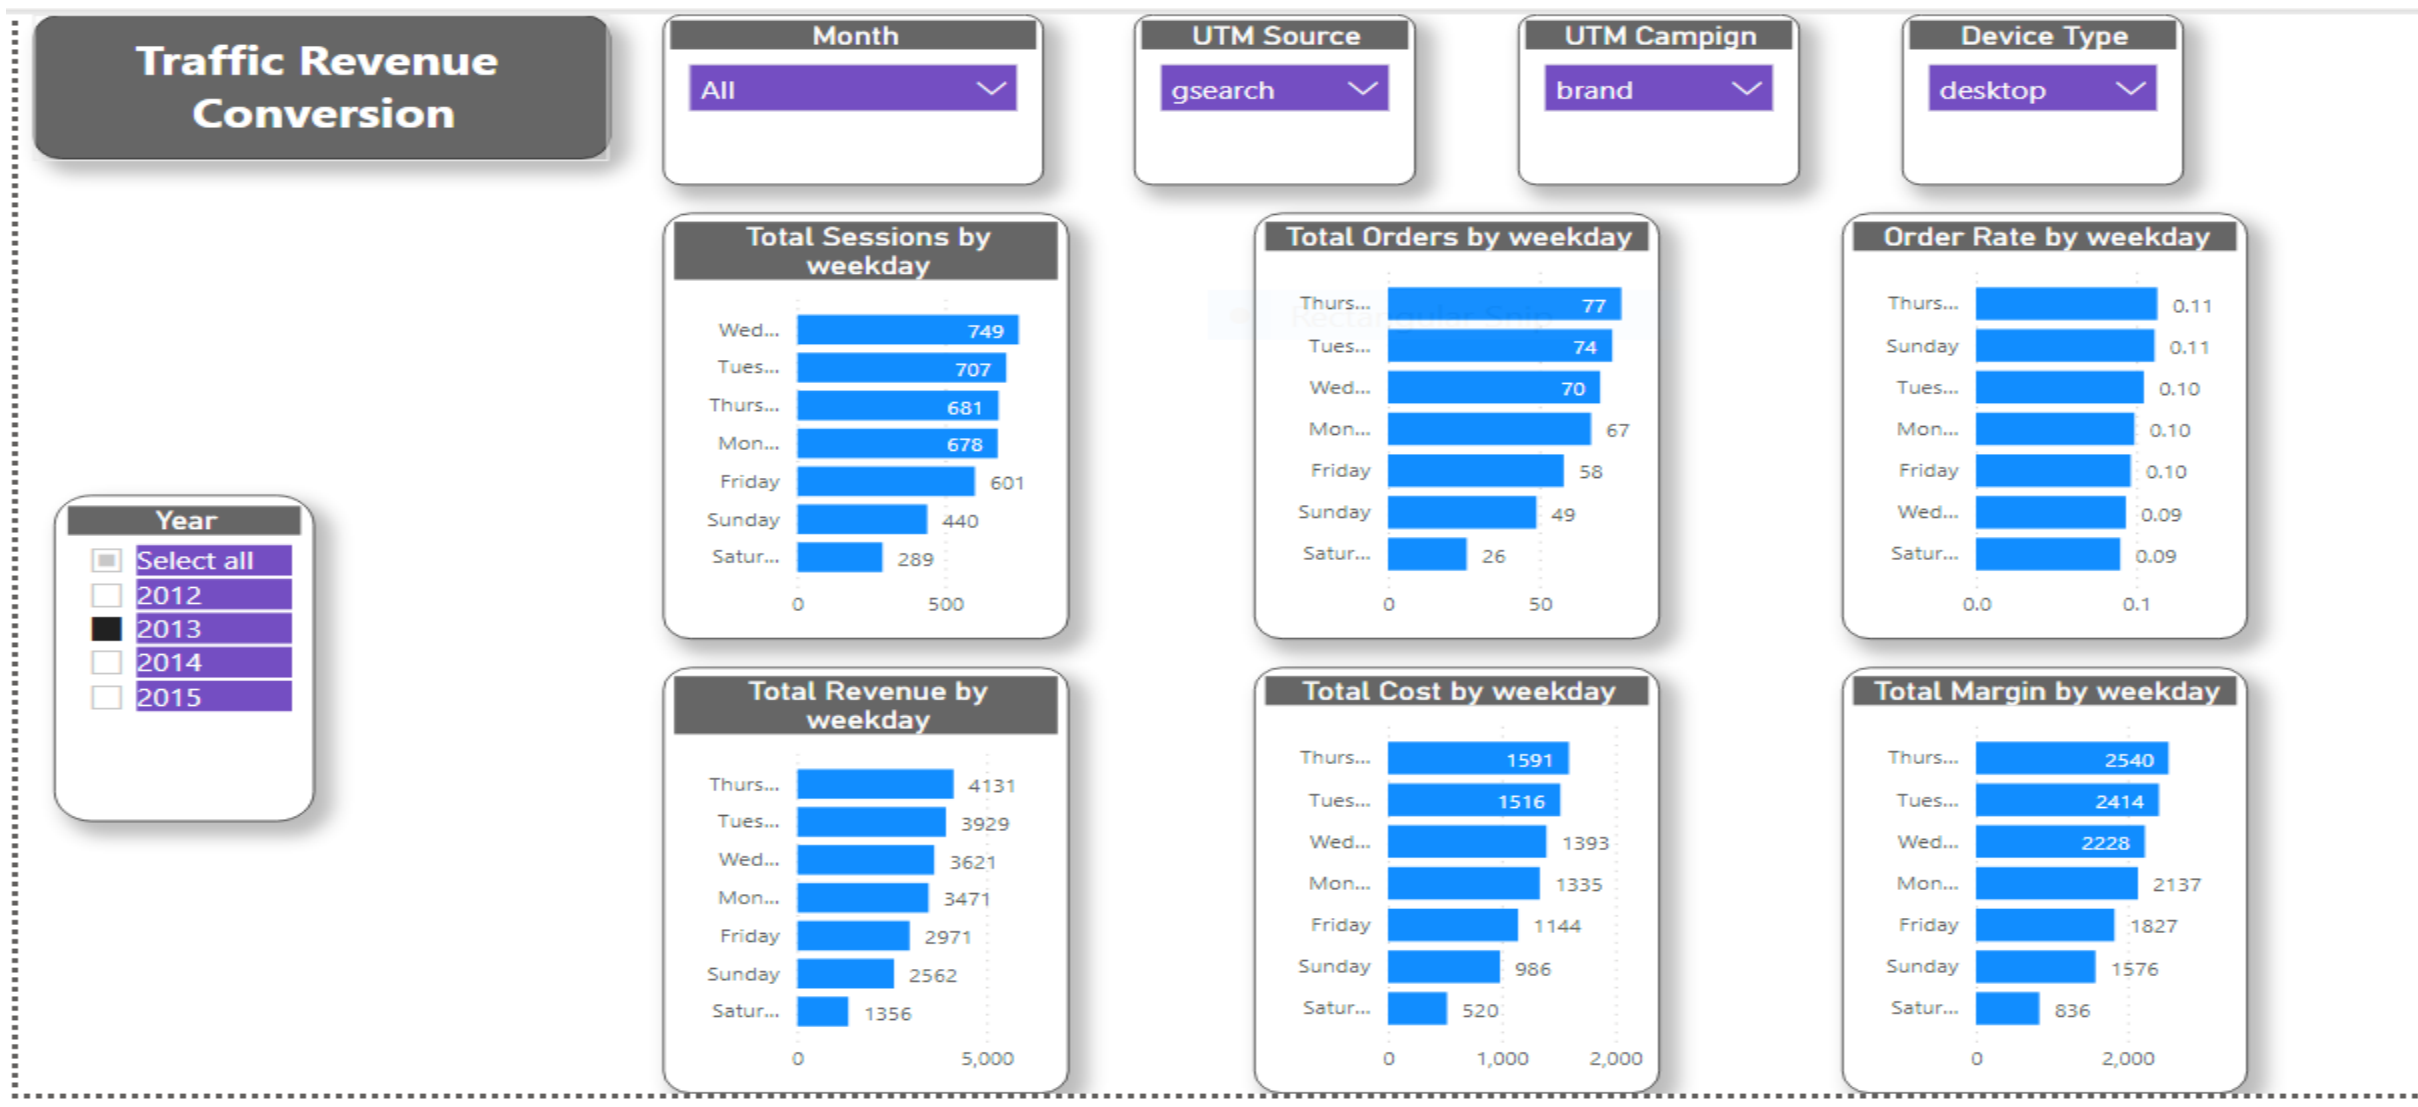 Traffic Revenue
Conversion
Month
All
UTM Source
gsearch
UTM Campign
brand
Device Type
desktop
Year
Select all
2012
2013
2014
2015
Total Sessions by
weekday
Wed... 749
Tues... 707
Thurs... 681
Mon... 678
Friday 601
Sunday 440
Satur... 289
0 500
Total Orders by weekday
Rectangular Snip
Thurs... 77
Tues... 74
Wed... 70
Mon... 67
Friday 58
Sunday 49
Satur... 26
0 50
Order Rate by weekday
Thurs... 0.11
Sunday 0.11
Tues... 0.10
Mon... 0.10
Friday 0.10
Wed... 0.09
Satur... 0.09
0.0 0.1
Total Revenue by
weekday
Thurs... 4131
Tues... 3929
Wed... 3621
Mon... 3471
Friday 2971
Sunday 2562
Satur... 1356
0 5,000
Total Cost by weekday
Thurs... 1591
Tues... 1516
Wed... 1393
Mon... 1335
Friday 1144
Sunday 986
Satur... 520
0 1,000 2,000
Total Margin by weekday
Thurs... 2540
Tues... 2414
Wed... 2228
Mon... 2137
Friday 1827
Sunday 1576
Satur... 836
0 2,000